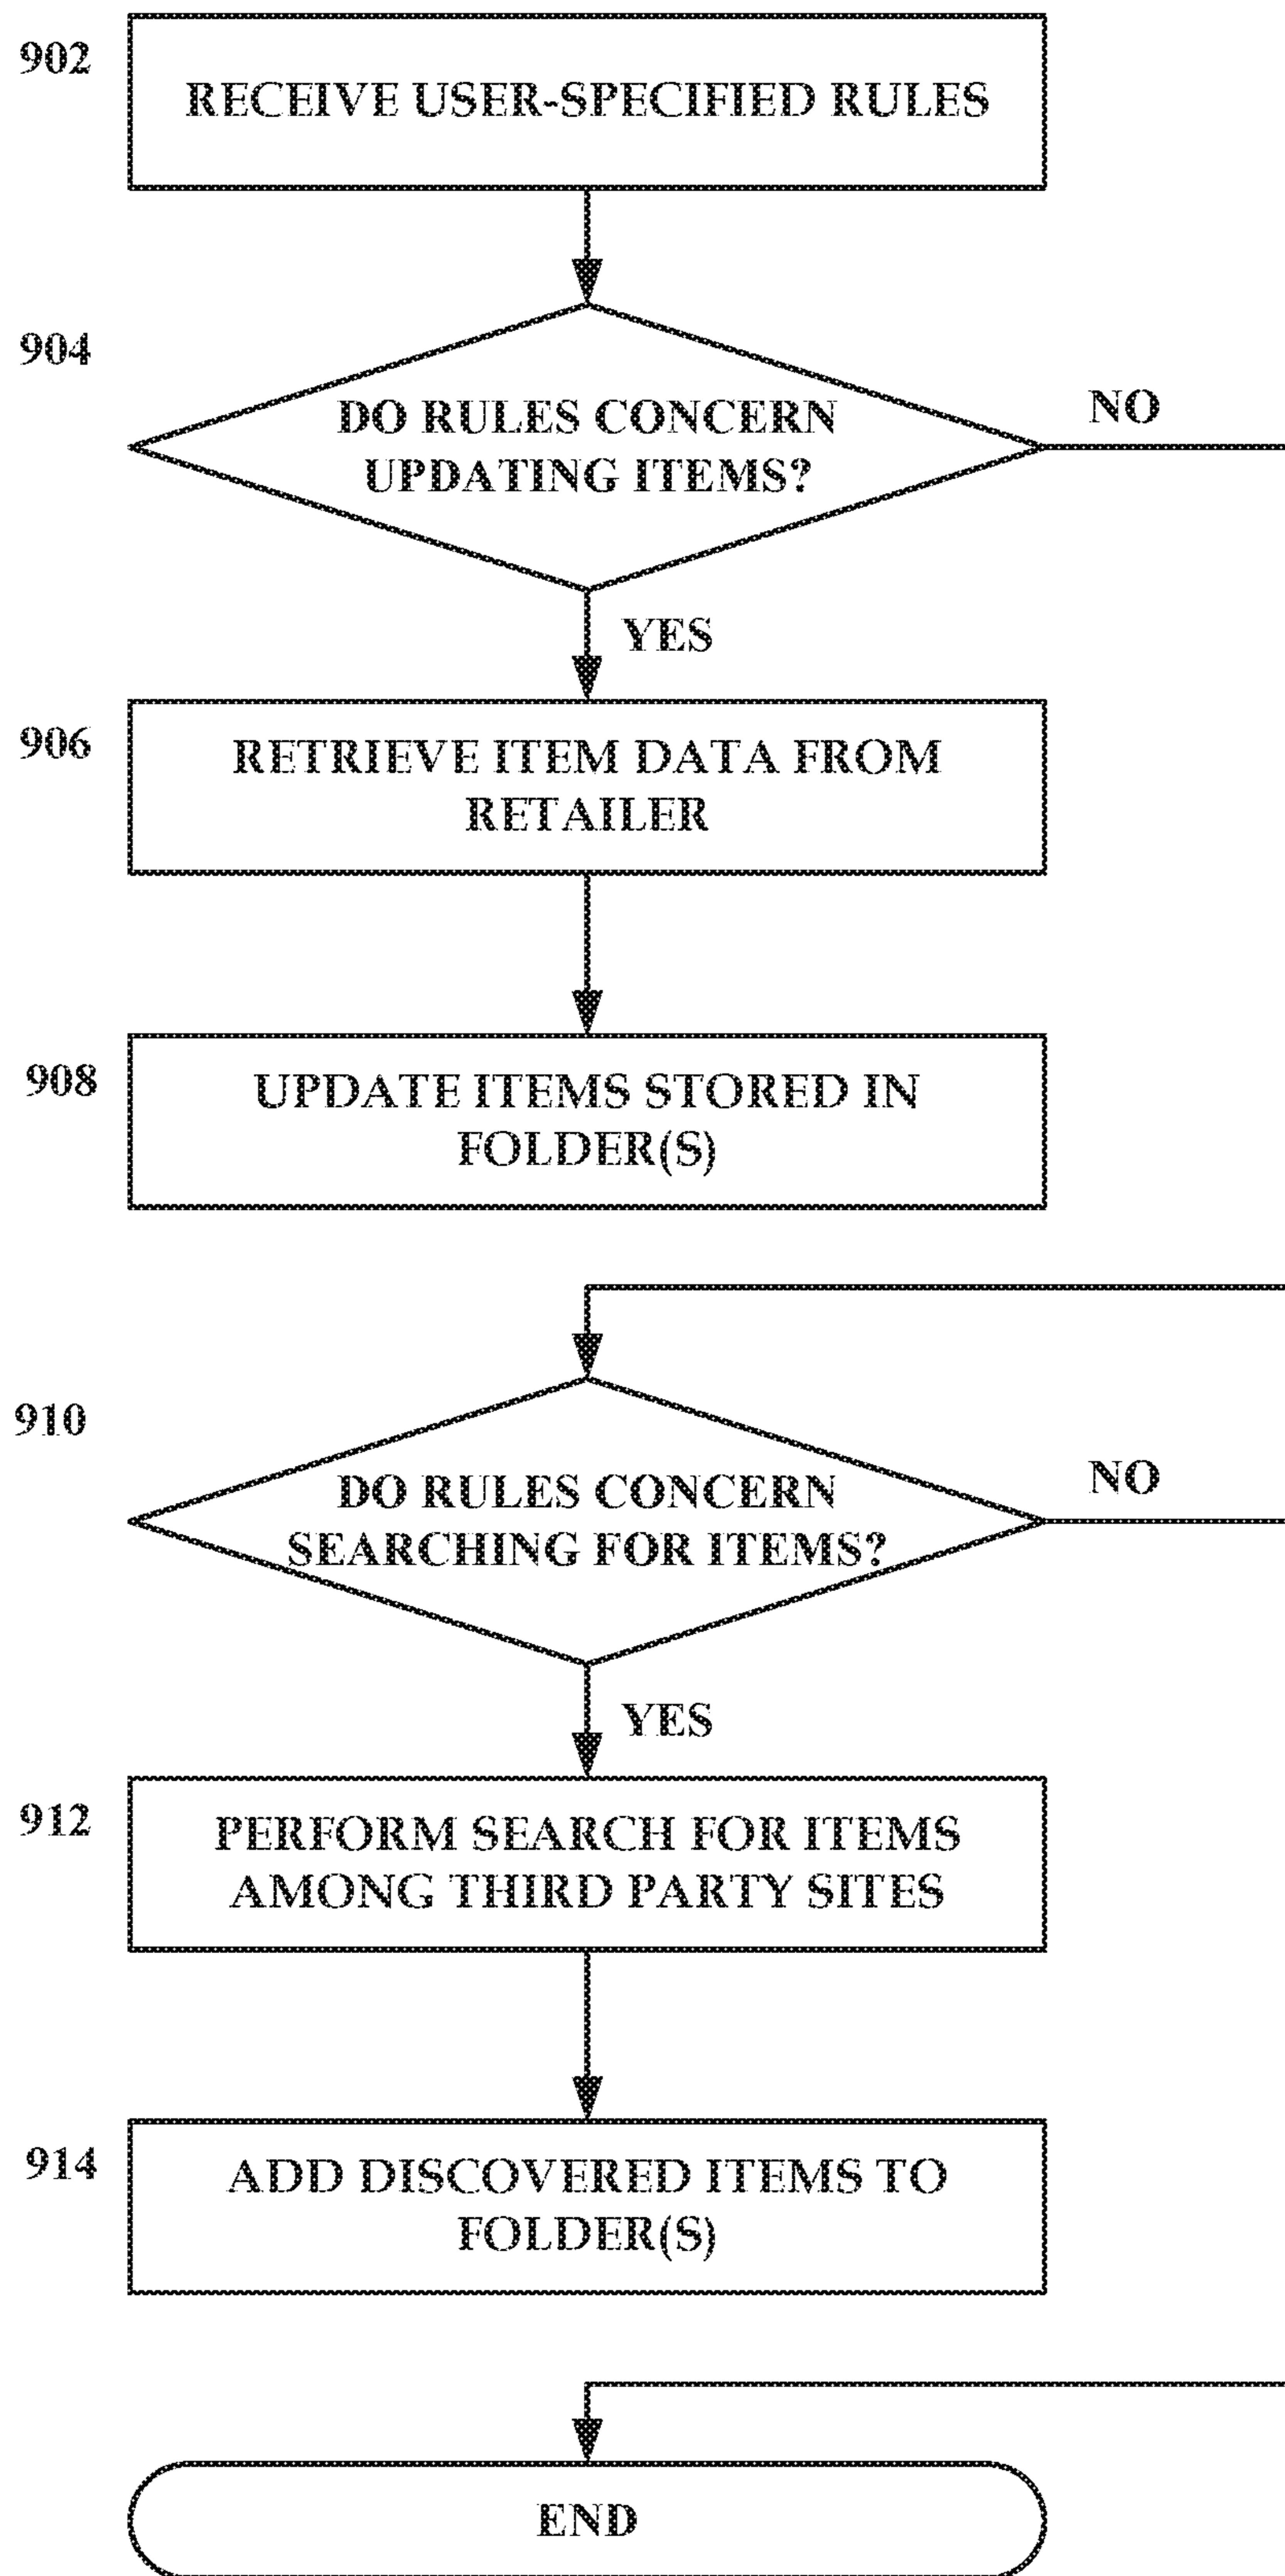 902
RECEIVE USER-SPECIFIED RULES
904
DO RULES CONCERN
UPDATING ITEMS?
NO
YES
906
RETRIEVE ITEM DATA FROM
RETAILER
908
UPDATE ITEMS STORED IN
FOLDER(S)
910
DO RULES CONCERN
SEARCHING FOR ITEMS?
NO
YES
912
PERFORM SEARCH FOR ITEMS
AMONG THIRD PARTY SITES
914
ADD DISCOVERED ITEMS TO
FOLDER(S)
END